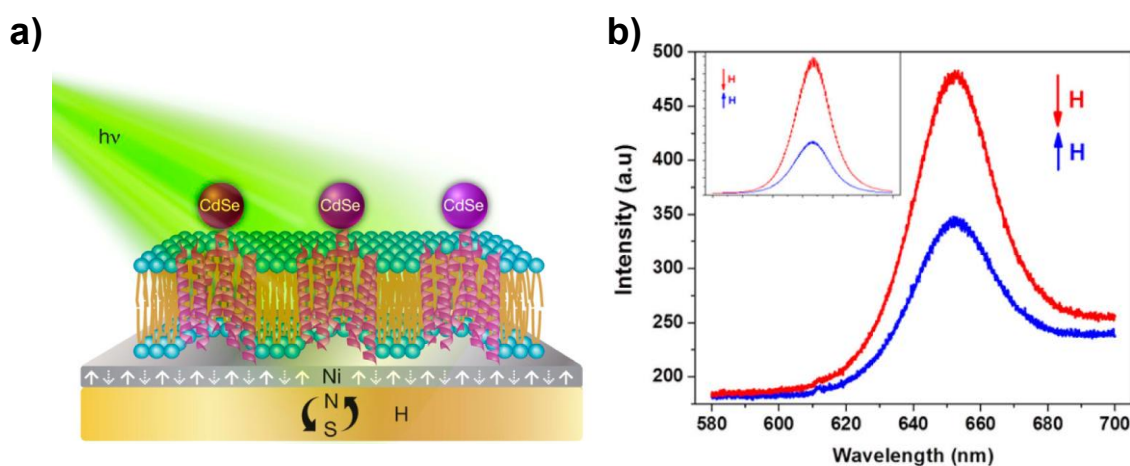 a)
hν
CdSe
CdSe
CdSe
Ni
N
S
H
b)
500
450
400
350
300
250
200
H
H
H
H
Intensity (a.u)
580 600 620 640 660 680 700
Wavelength (nm)